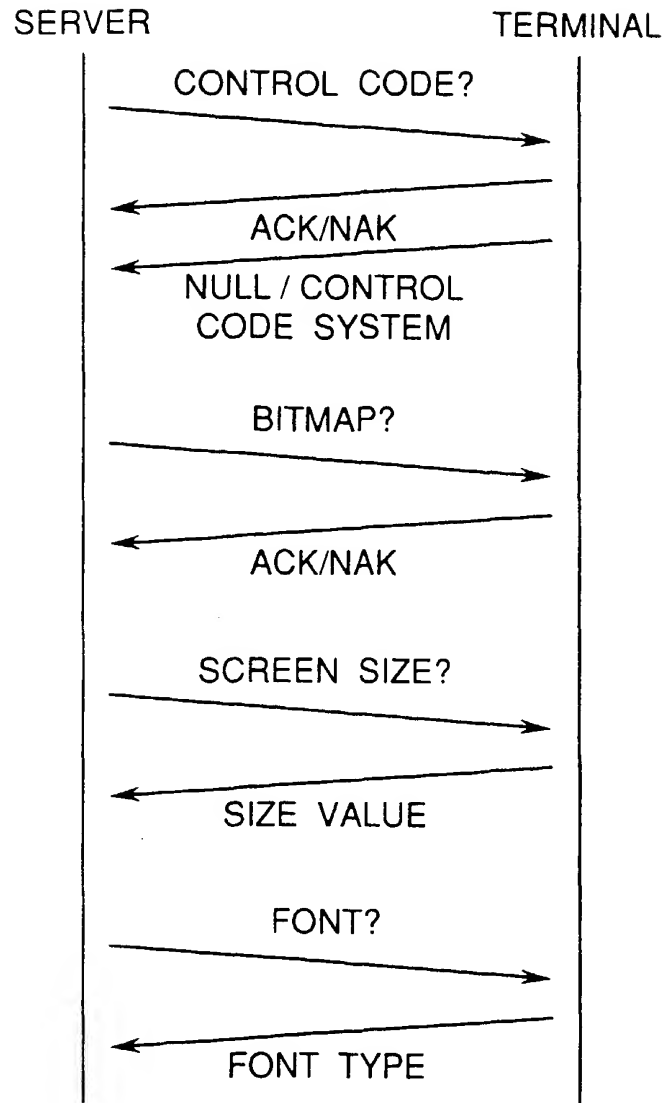 SERVER TERMINAL
CONTROL CODE?
ACK/NAK
NULL / CONTROL
CODE SYSTEM
BITMAP?
ACK/NAK
SCREEN SIZE?
SIZE VALUE
FONT?
FONT TYPE